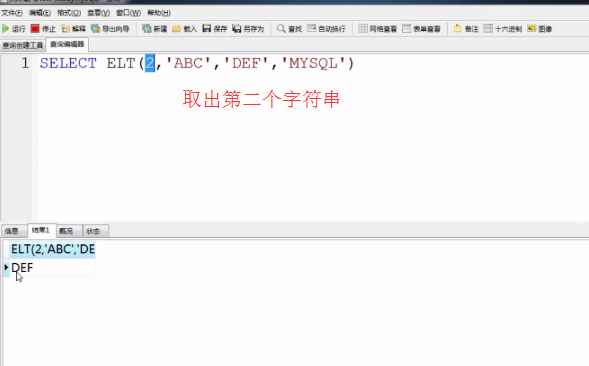 文件(F) 编辑(E) 格式(O) 查看(V) 窗口(W) 帮助(H)
运行 停止 解释 导出向导 新建 载入 保存 另存为 查找 自动换行 网格查看 表单查看 备注 十六进制 图像
查询创建工具 查询编辑器
1 SELECT ELT(2,'ABC','DEF','MYSQL')
取出第二个字符串
信息 结果1 概况 状态
ELT(2,'ABC','DE
DEF